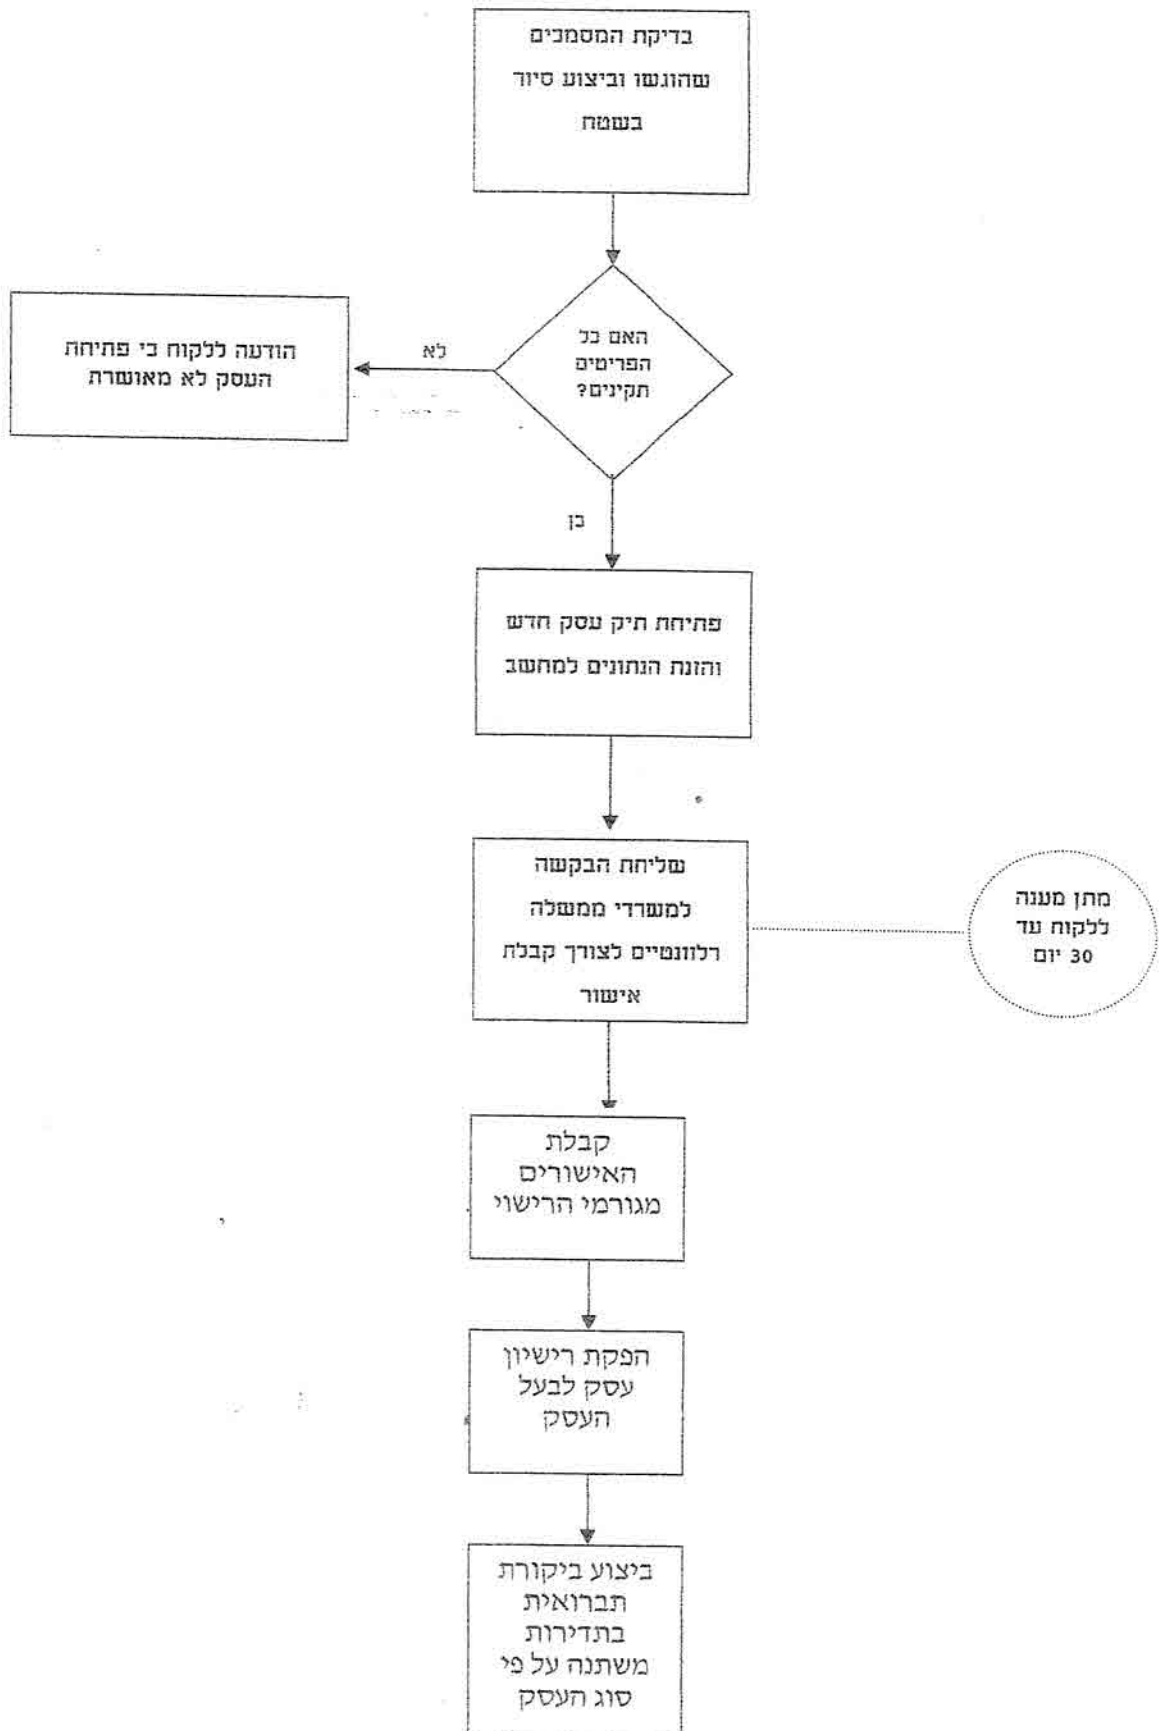 בדיקת המסמכים
שהוגשו וביצוע סיור
בשטח
האם כל
הפריטים
תקינים?
לא
הודעה ללקוח כי פתיחת
העסק לא מאושרת
כן
פתיחת תיק עסק חדש
והזנת הנתונים למחשב
שליחת הבקשה
למשרדי ממשלה
רלוונטיים לצורך קבלת
אישור
מתן מענה
ללקוח עד
30 יום
קבלת
האישורים
מגורמי הרישוי
הפקת רישיון
עסק לבעל
העסק
ביצוע ביקורת
תברואית
בתדירות
משתנה על פי
סוג העסק